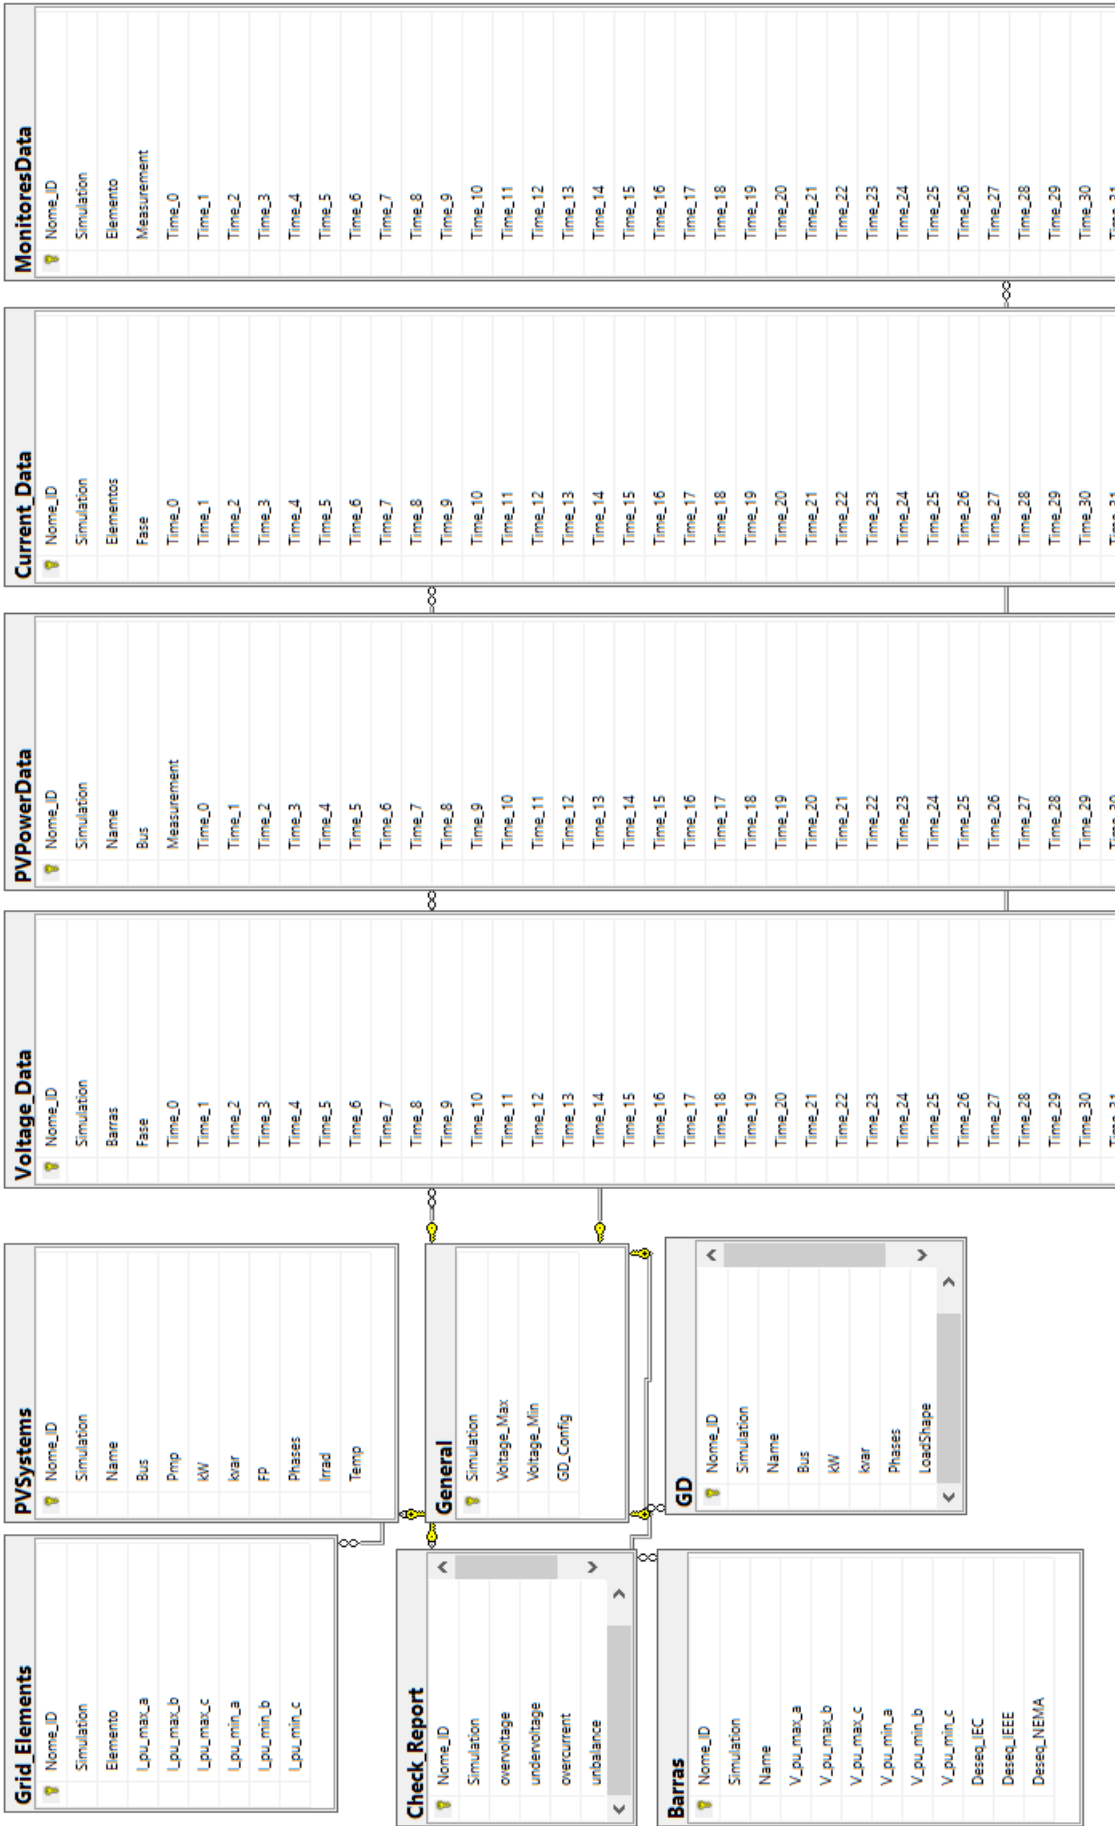 Grid_Elements
Nome_ID
Simulation
Elemento
I_pu_max_a
I_pu_max_b
I_pu_max_c
I_pu_min_a
I_pu_min_b
I_pu_min_c
PVSystems
Nome_ID
Simulation
Name
Bus
Pmp
kW
kvar
FP
Phases
Irrad
Temp
Check_Report
Nome_ID
Simulation
overvoltage
undervoltage
overcurrent
unbalance
General
Simulation
Voltage_Max
Voltage_Min
GD_Config
Barras
Nome_ID
Simulation
Name
V_pu_max_a
V_pu_max_b
V_pu_max_c
V_pu_min_a
V_pu_min_b
V_pu_min_c
Deseq_IEC
Deseq_IEEE
Deseq_NEMA
GD
Nome_ID
Simulation
Name
Bus
kW
kvar
Phases
LoadShape
Voltage_Data
Nome_ID
Simulation
Barras
Fase
Time_0
Time_1
Time_2
Time_3
Time_4
Time_5
Time_6
Time_7
Time_8
Time_9
Time_10
Time_11
Time_12
Time_13
Time_14
Time_15
Time_16
Time_17
Time_18
Time_19
Time_20
Time_21
Time_22
Time_23
Time_24
Time_25
Time_26
Time_27
Time_28
Time_29
Time_30
Time_31
PVPowerData
Nome_ID
Simulation
Name
Bus
Measurement
Time_0
Time_1
Time_2
Time_3
Time_4
Time_5
Time_6
Time_7
Time_8
Time_9
Time_10
Time_11
Time_12
Time_13
Time_14
Time_15
Time_16
Time_17
Time_18
Time_19
Time_20
Time_21
Time_22
Time_23
Time_24
Time_25
Time_26
Time_27
Time_28
Time_29
Time_30
Current_Data
Nome_ID
Simulation
Elementos
Fase
Time_0
Time_1
Time_2
Time_3
Time_4
Time_5
Time_6
Time_7
Time_8
Time_9
Time_10
Time_11
Time_12
Time_13
Time_14
Time_15
Time_16
Time_17
Time_18
Time_19
Time_20
Time_21
Time_22
Time_23
Time_24
Time_25
Time_26
Time_27
Time_28
Time_29
Time_30
Time_31
MonitoresData
Nome_ID
Simulation
Elemento
Measurement
Time_0
Time_1
Time_2
Time_3
Time_4
Time_5
Time_6
Time_7
Time_8
Time_9
Time_10
Time_11
Time_12
Time_13
Time_14
Time_15
Time_16
Time_17
Time_18
Time_19
Time_20
Time_21
Time_22
Time_23
Time_24
Time_25
Time_26
Time_27
Time_28
Time_29
Time_30
Time_31